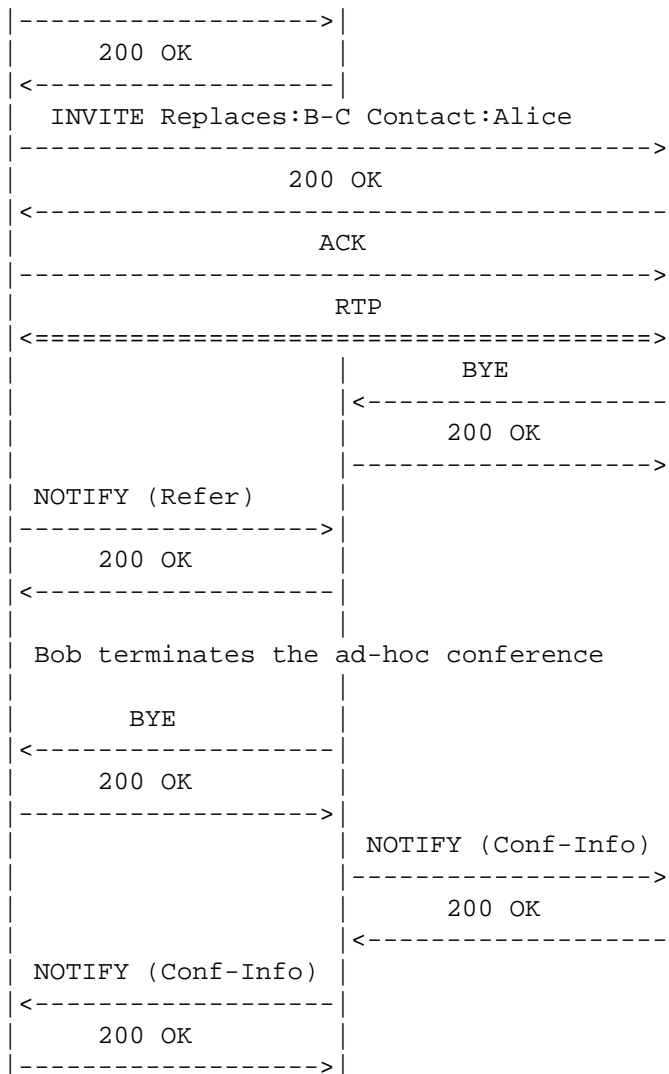 |------------------->|
|     200 OK         |
|<-------------------|
|  INVITE Replaces:B-C Contact:Alice
|---------------------------------------->
|                 200 OK
|<----------------------------------------
|                   ACK
|---------------------------------------->
|                    RTP
|<=======================================>
|                    |       BYE
|                    |<-------------------
|                    |      200 OK
|                    |------------------->
| NOTIFY (Refer)     |
|------------------->|
|     200 OK         |
|<-------------------|
|                    |
| Bob terminates the ad-hoc conference
|                    |
|       BYE          |
|<-------------------|
|     200 OK         |
|------------------->|
|                    | NOTIFY (Conf-Info)
|                    |------------------->
|                    |      200 OK
|                    |<-------------------
| NOTIFY (Conf-Info) |
|<-------------------|
|     200 OK         |
|------------------->|